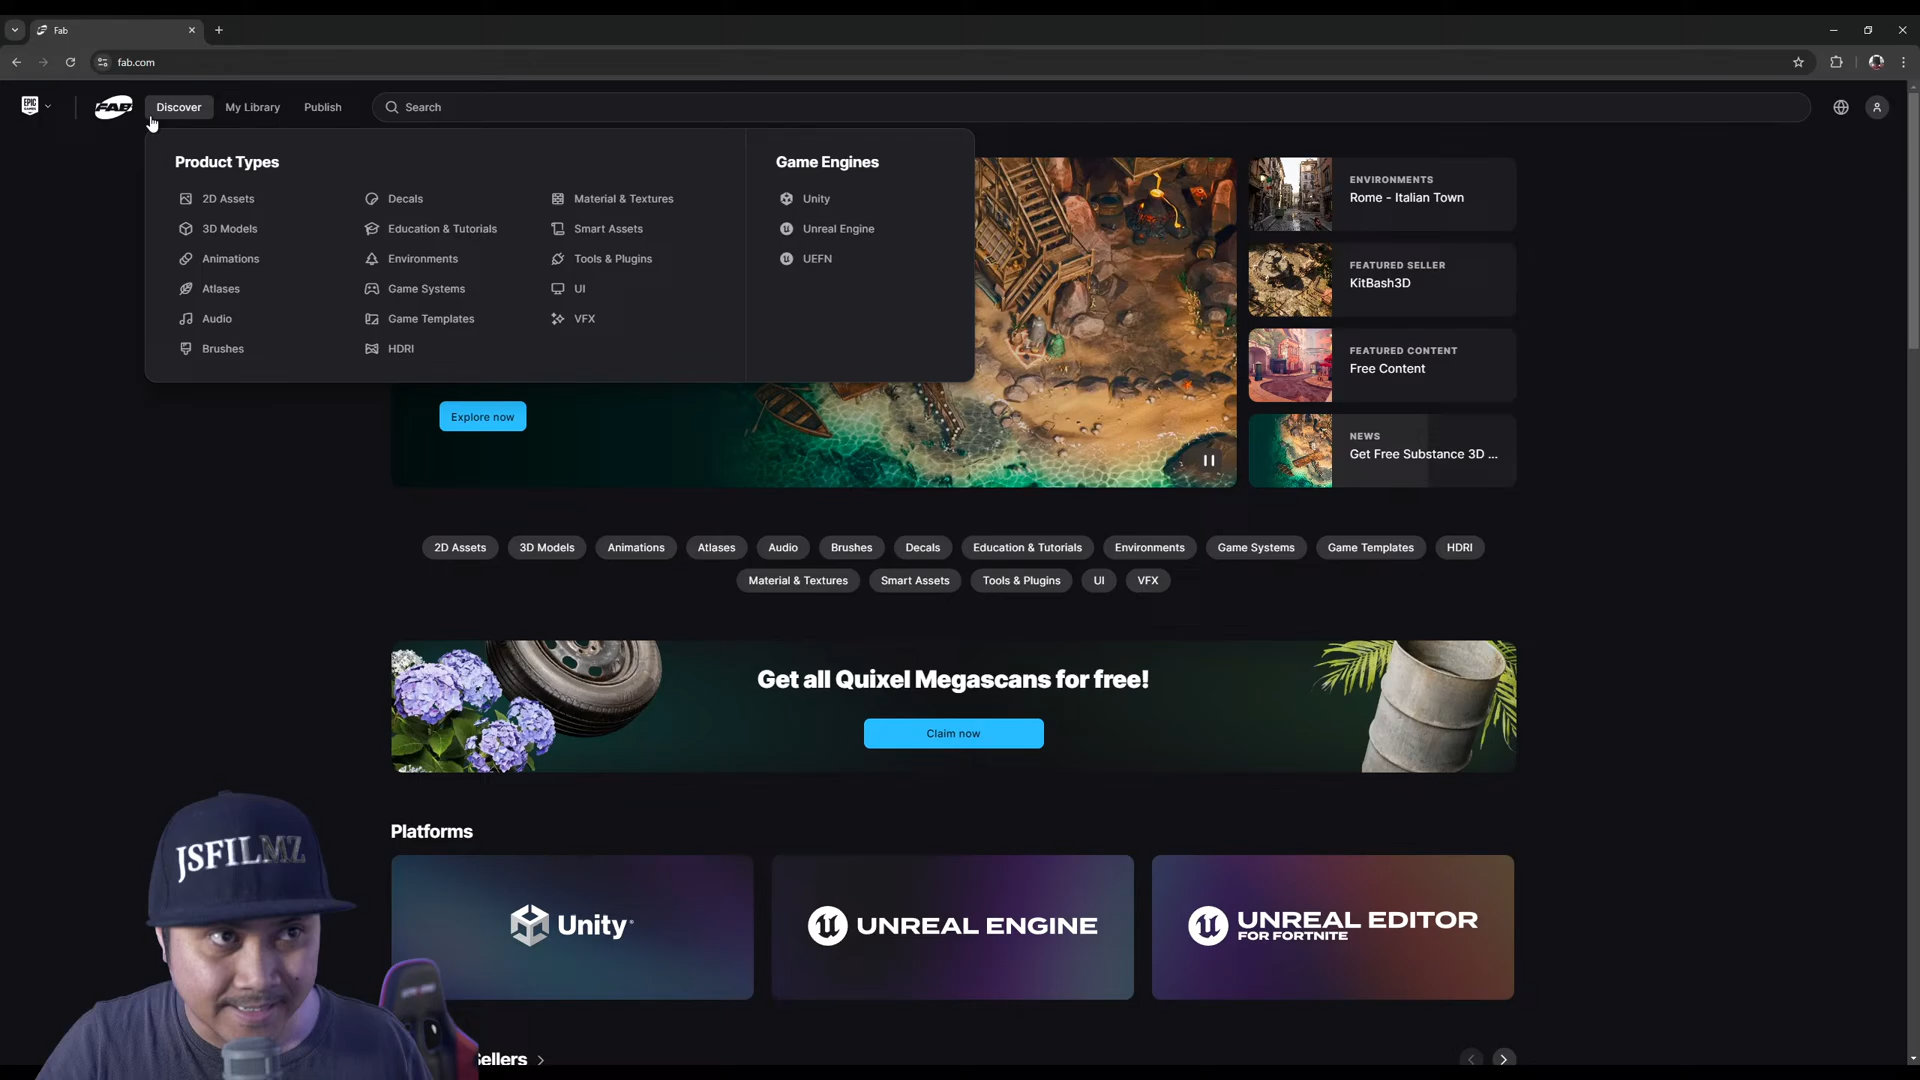 Fab
fab.com
EPIC GAMES
FAB
Discover
My Library
Publish
Search
Product Types
2D Assets
3D Models
Animations
Atlases
Audio
Brushes
Decals
Education & Tutorials
Environments
Game Systems
Game Templates
HDRI
Material & Textures
Smart Assets
Tools & Plugins
UI
VFX
Game Engines
Unity
Unreal Engine
UEFN
Explore now
ENVIRONMENTS
Rome - Italian Town
FEATURED SELLER
KitBash3D
FEATURED CONTENT
Free Content
NEWS
Get Free Substance 3D ...
2D Assets 3D Models Animations Atlases Audio Brushes Decals Education & Tutorials Environments Game Systems Game Templates HDRI
Material & Textures Smart Assets Tools & Plugins UI VFX
Get all Quixel Megascans for free!
Claim now
Platforms
Unity
UNREAL ENGINE
UNREAL EDITOR
FOR FORTNITE
JSFILMZ
Sellers